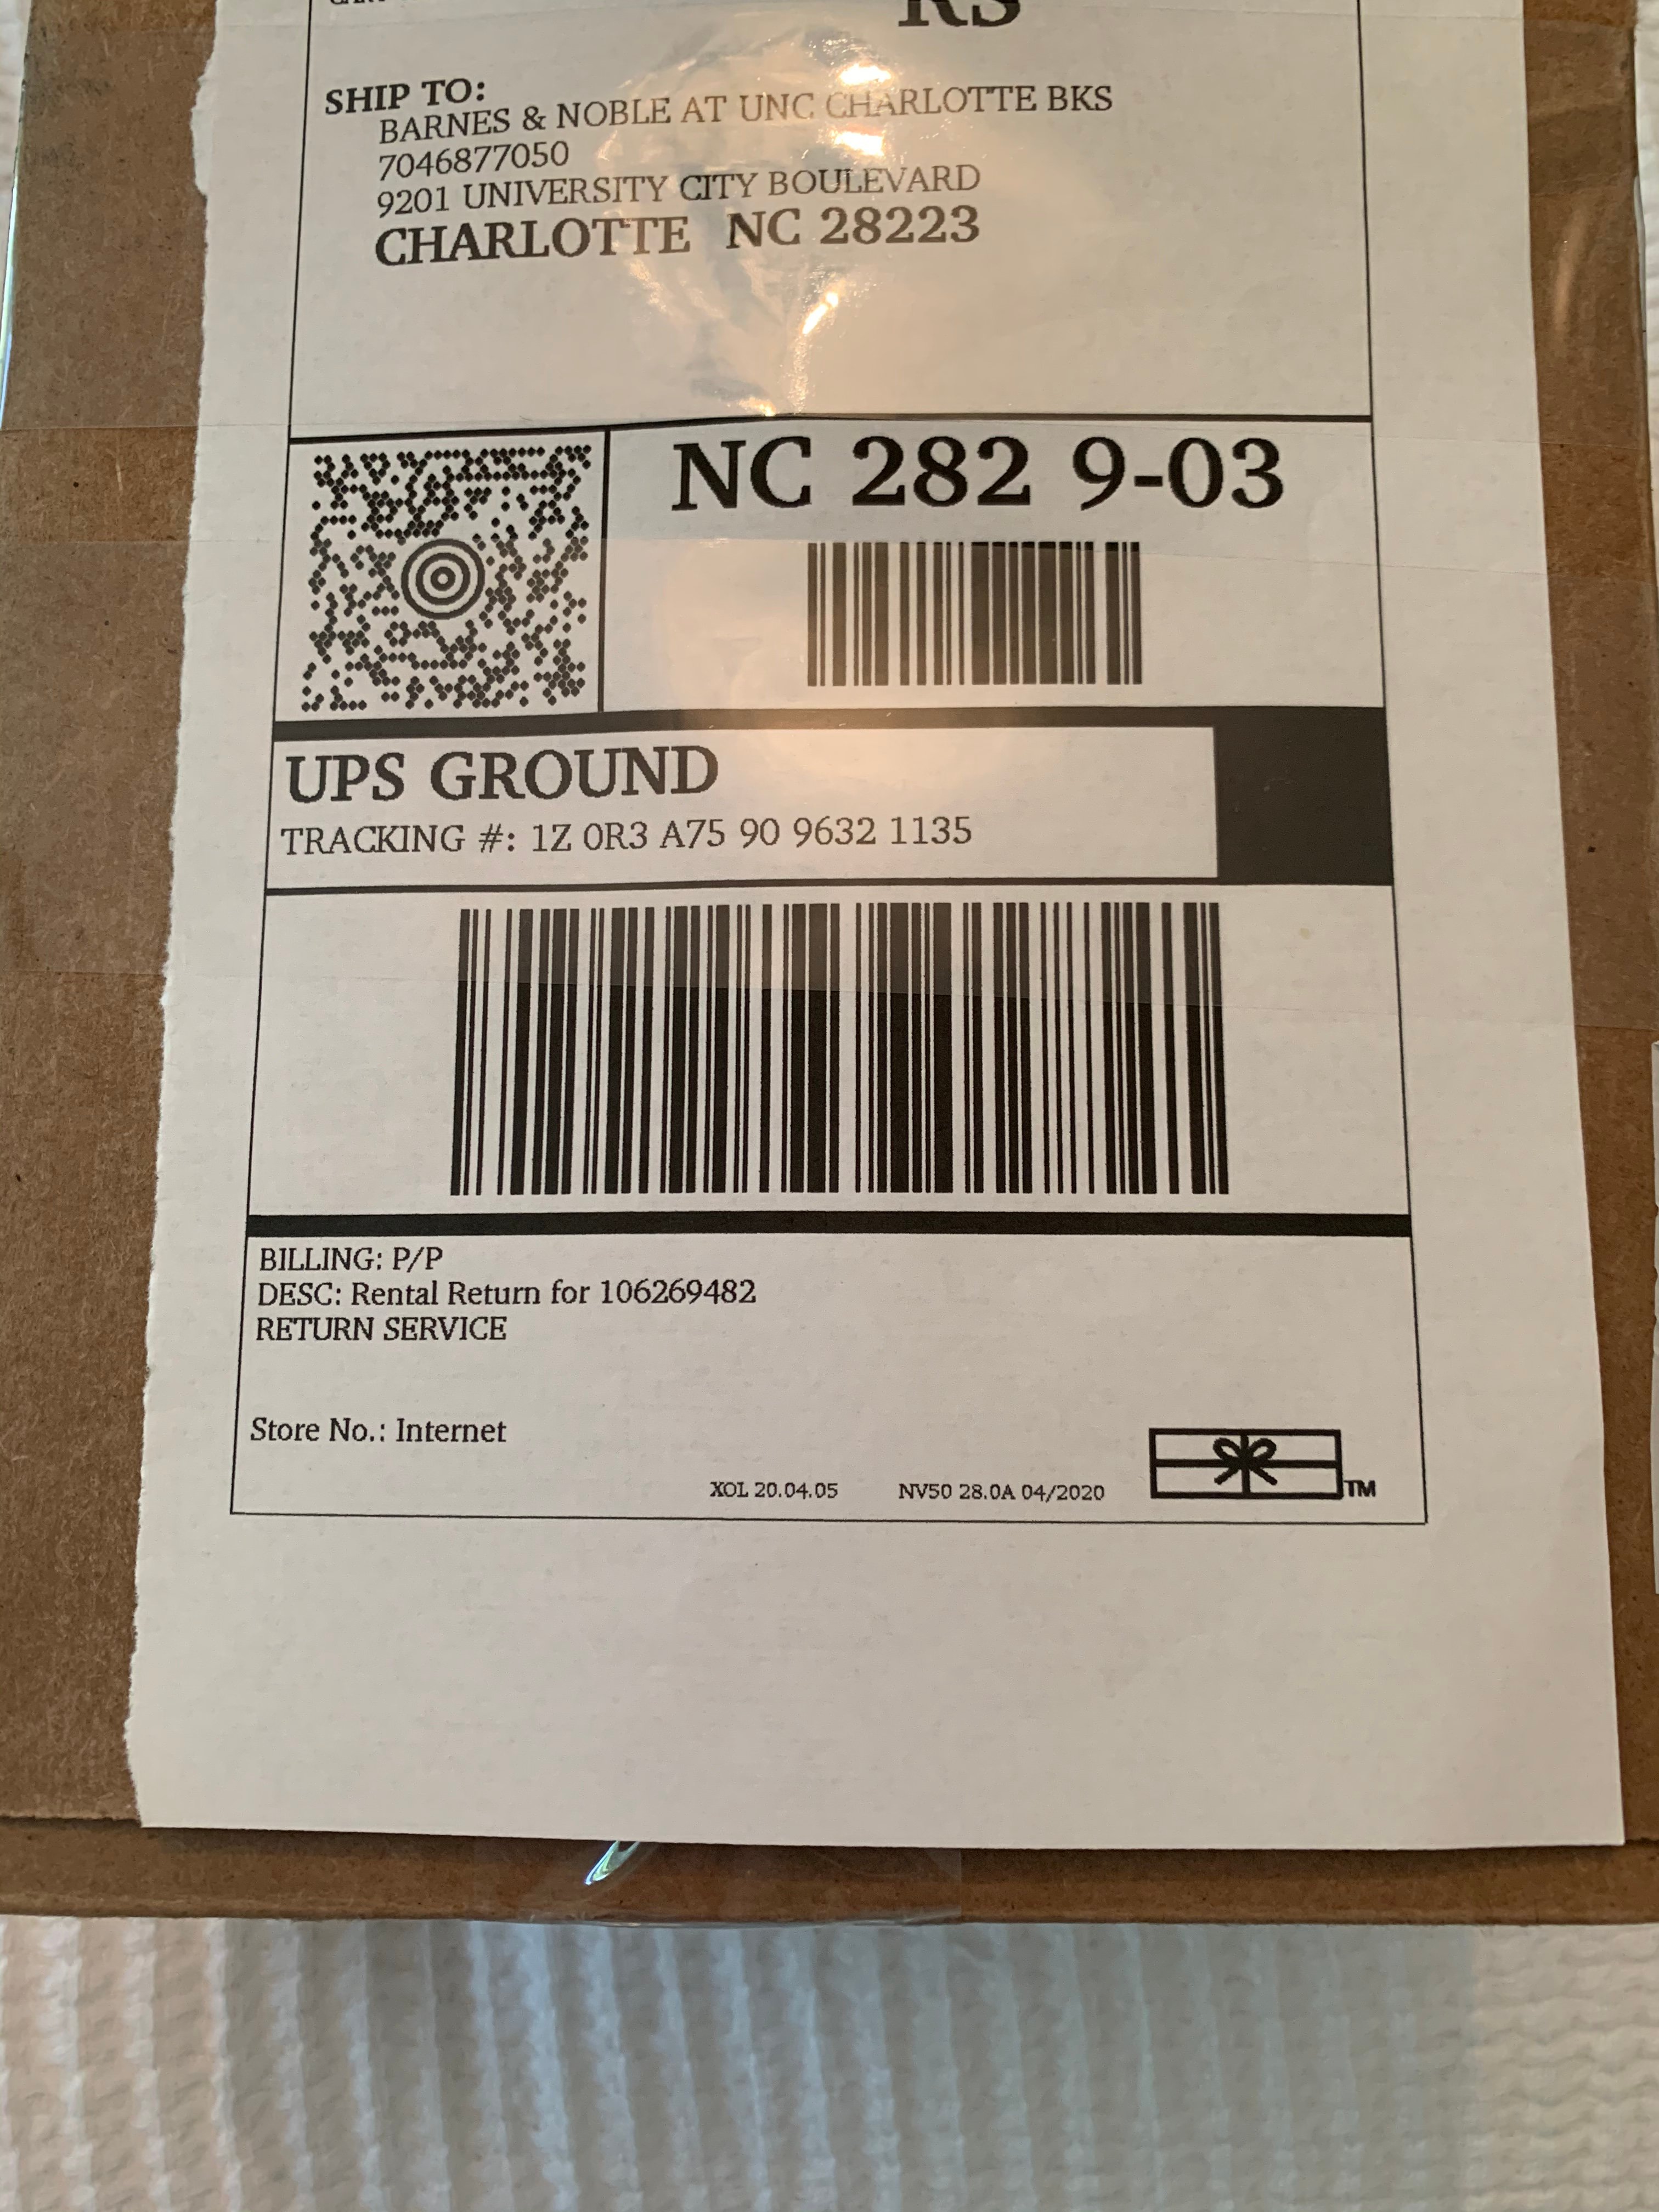 RS
SHIP TO:
BARNES & NOBLE AT UNC CHARLOTTE BKS
7046877050
9201 UNIVERSITY CITY BOULEVARD
CHARLOTTE NC 28223
NC 282 9-03
UPS GROUND
TRACKING #: 1Z 0R3 A75 90 9632 1135
BILLING: P/P
DESC: Rental Return for 106269482
RETURN SERVICE
Store No.: Internet
XOL 20.04.05 NV50 28.0A 04/2020
TM